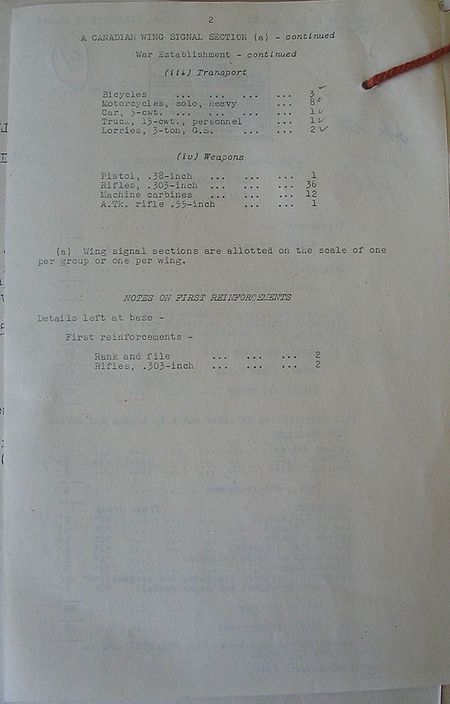 2
A CANADIAN WING SIGNAL SECTION (a) - continued
War Establishment - continued
(iii) Transport
Bicycles ... ... ... ... 3
Motorcycles, solo, heavy ... 8
Car, 5-cwt. ... ... ... ... 1
Truck, 15-cwt., personnel ... 1
Lorries, 3-ton, G.S. ... ... 2
(iv) Weapons
Pistol, .38-inch ... ... ... 1
Rifles, .303-inch ... ... ... 36
Machine carbines ... ... ... 12
A.Tk. rifle .55-inch ... ... 1
(a) Wing signal sections are allotted on the scale of one
per group or one per wing.
NOTES ON FIRST REINFORCEMENTS
Details left at base -
First reinforcements -
Rank and file ... ... ... 2
Rifles, .303-inch ... ... ... 2